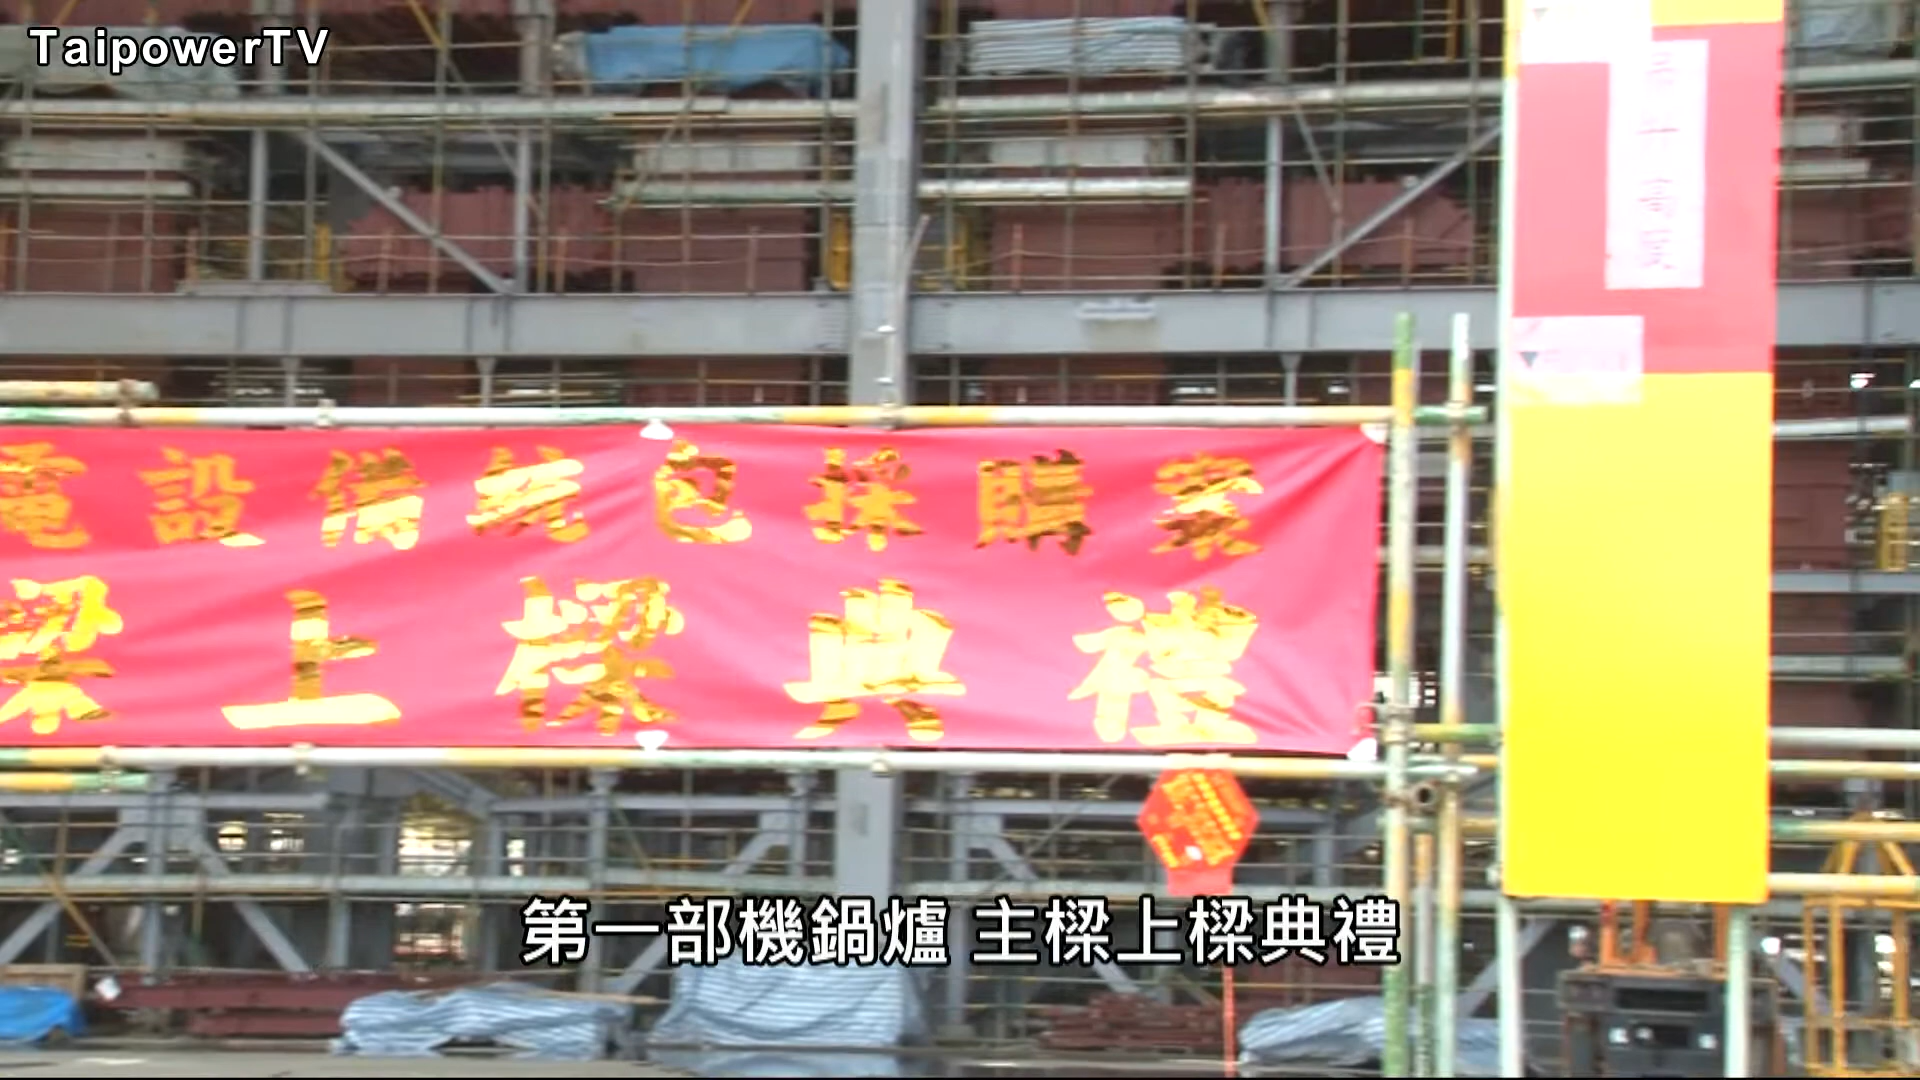 TaipowerTV
電設備統包採購案
樑上樑典禮
第一部機鍋爐 主樑上樑典禮